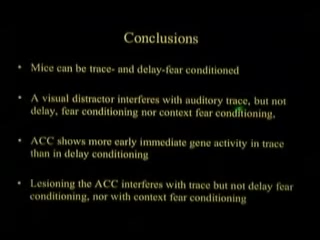 Conclusions
• Mice can be trace- and delay-fear conditioned
• A visual distractor interferes with auditory trace, but not
delay, fear conditioning nor context fear conditioning.
• ACC shows more early immediate gene activity in trace
than in delay conditioning
• Lesioning the ACC interferes with trace but not delay fear
conditioning, nor with context fear conditioning